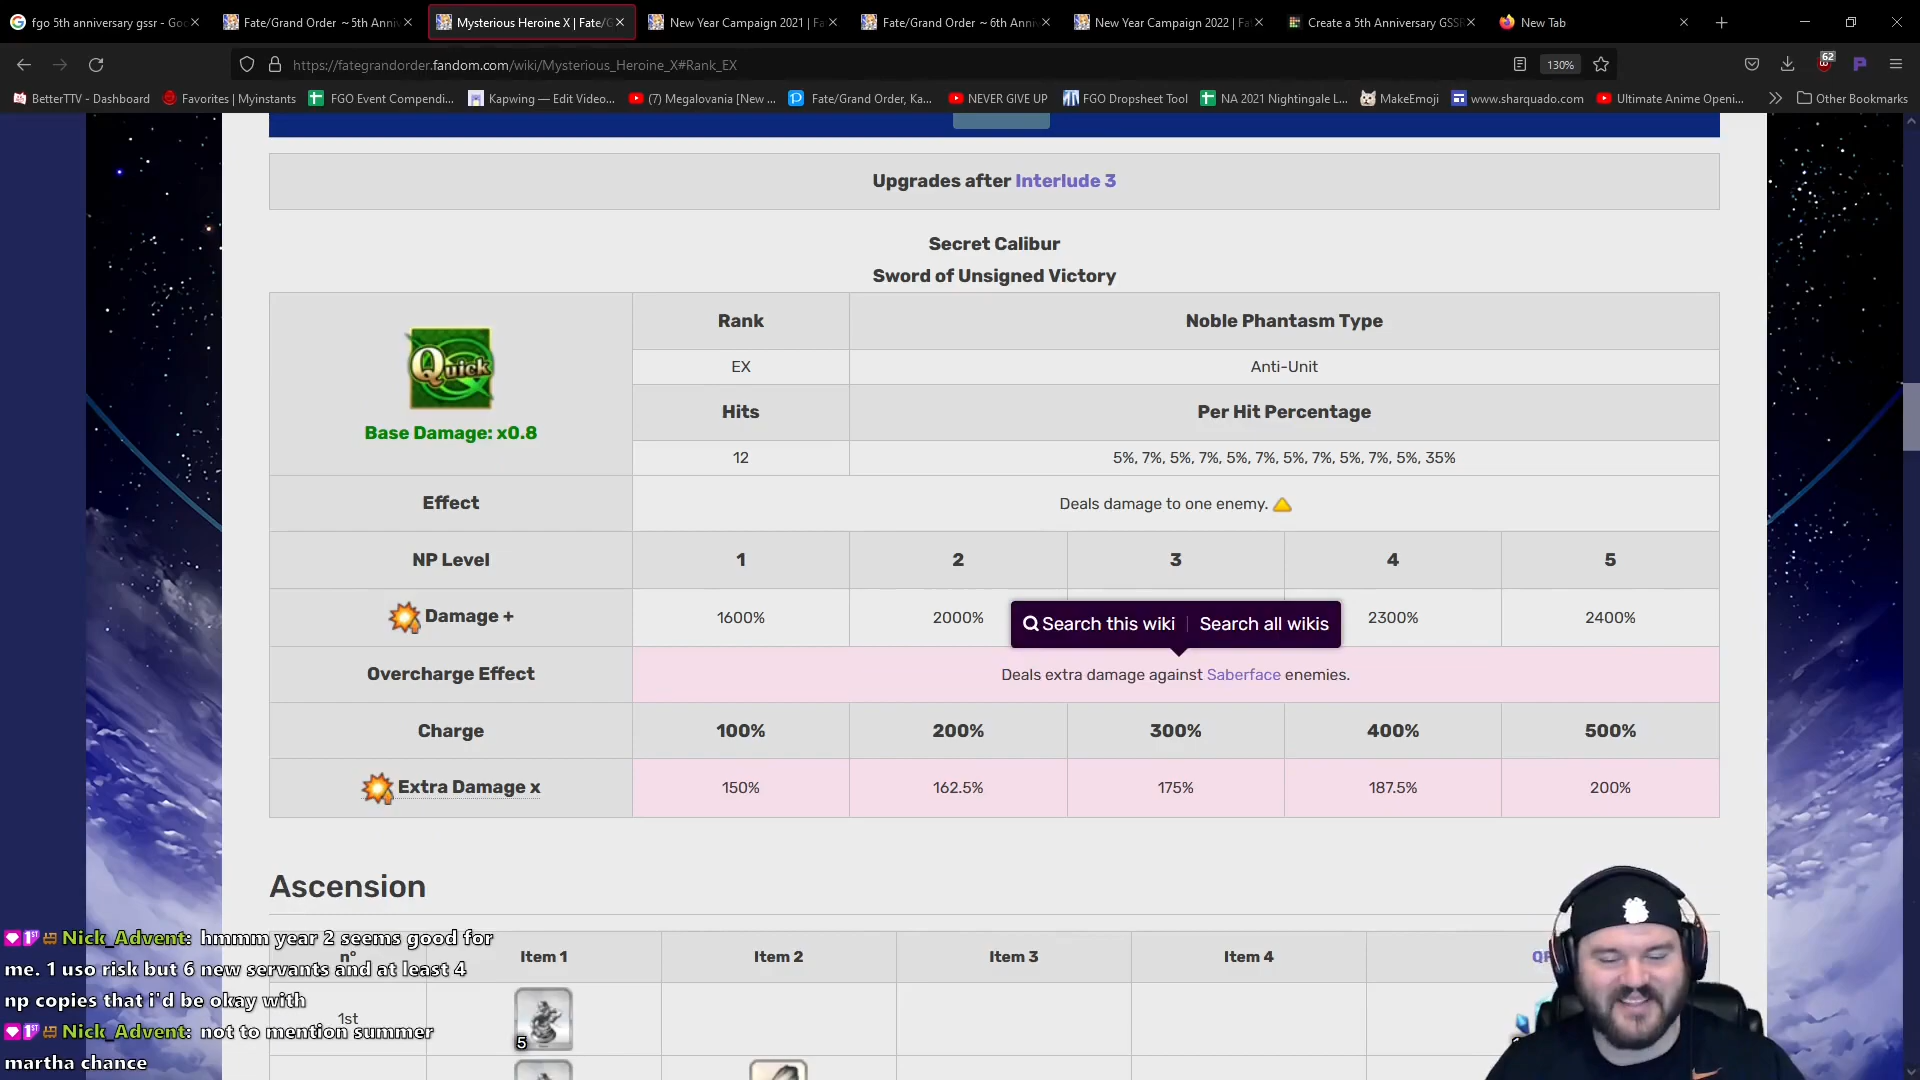 fgo 5th anniversary gssr - Goo
Fate/Grand Order ～5th Anniv
Mysterious Heroine X | Fate/G
New Year Campaign 2021 | Fa
Fate/Grand Order ～6th Anni
New Year Campaign 2022 | Fat
Create a 5th Anniversary GSSR
New Tab
https://fategrandorder.fandom.com/wiki/Mysterious_Heroine_X#Rank_EX
130%
62
BetterTTV - Dashboard
Favorites | Myinstants
FGO Event Compendi...
Kapwing — Edit Video...
(7) Megalovania [New ...
Fate/Grand Order, Ka...
NEVER GIVE UP
FGO Dropsheet Tool
NA 2021 Nightingale L...
MakeEmoji
www.sharquado.com
Ultimate Anime Openi...
Other Bookmarks
Upgrades after Interlude 3
Secret Calibur
Sword of Unsigned Victory
Quick
Base Damage: x0.8
Rank
Noble Phantasm Type
EX
Anti-Unit
Hits
Per Hit Percentage
12
5%, 7%, 5%, 7%, 5%, 7%, 5%, 7%, 5%, 7%, 5%, 35%
Effect
Deals damage to one enemy.
NP Level
1
2
3
4
5
Damage +
1600%
2000%
2300%
2400%
Search this wiki
Search all wikis
Overcharge Effect
Deals extra damage against Saberface enemies.
Charge
100%
200%
300%
400%
500%
Extra Damage x
150%
162.5%
175%
187.5%
200%
Ascension
n°
Item 1
Item 2
Item 3
Item 4
QP
1st
5
Nick_Advent: hmmm year 2 seems good for
me. 1 uso risk but 6 new servants and at least 4
np copies that i'd be okay with
Nick_Advent: not to mention summer
martha chance